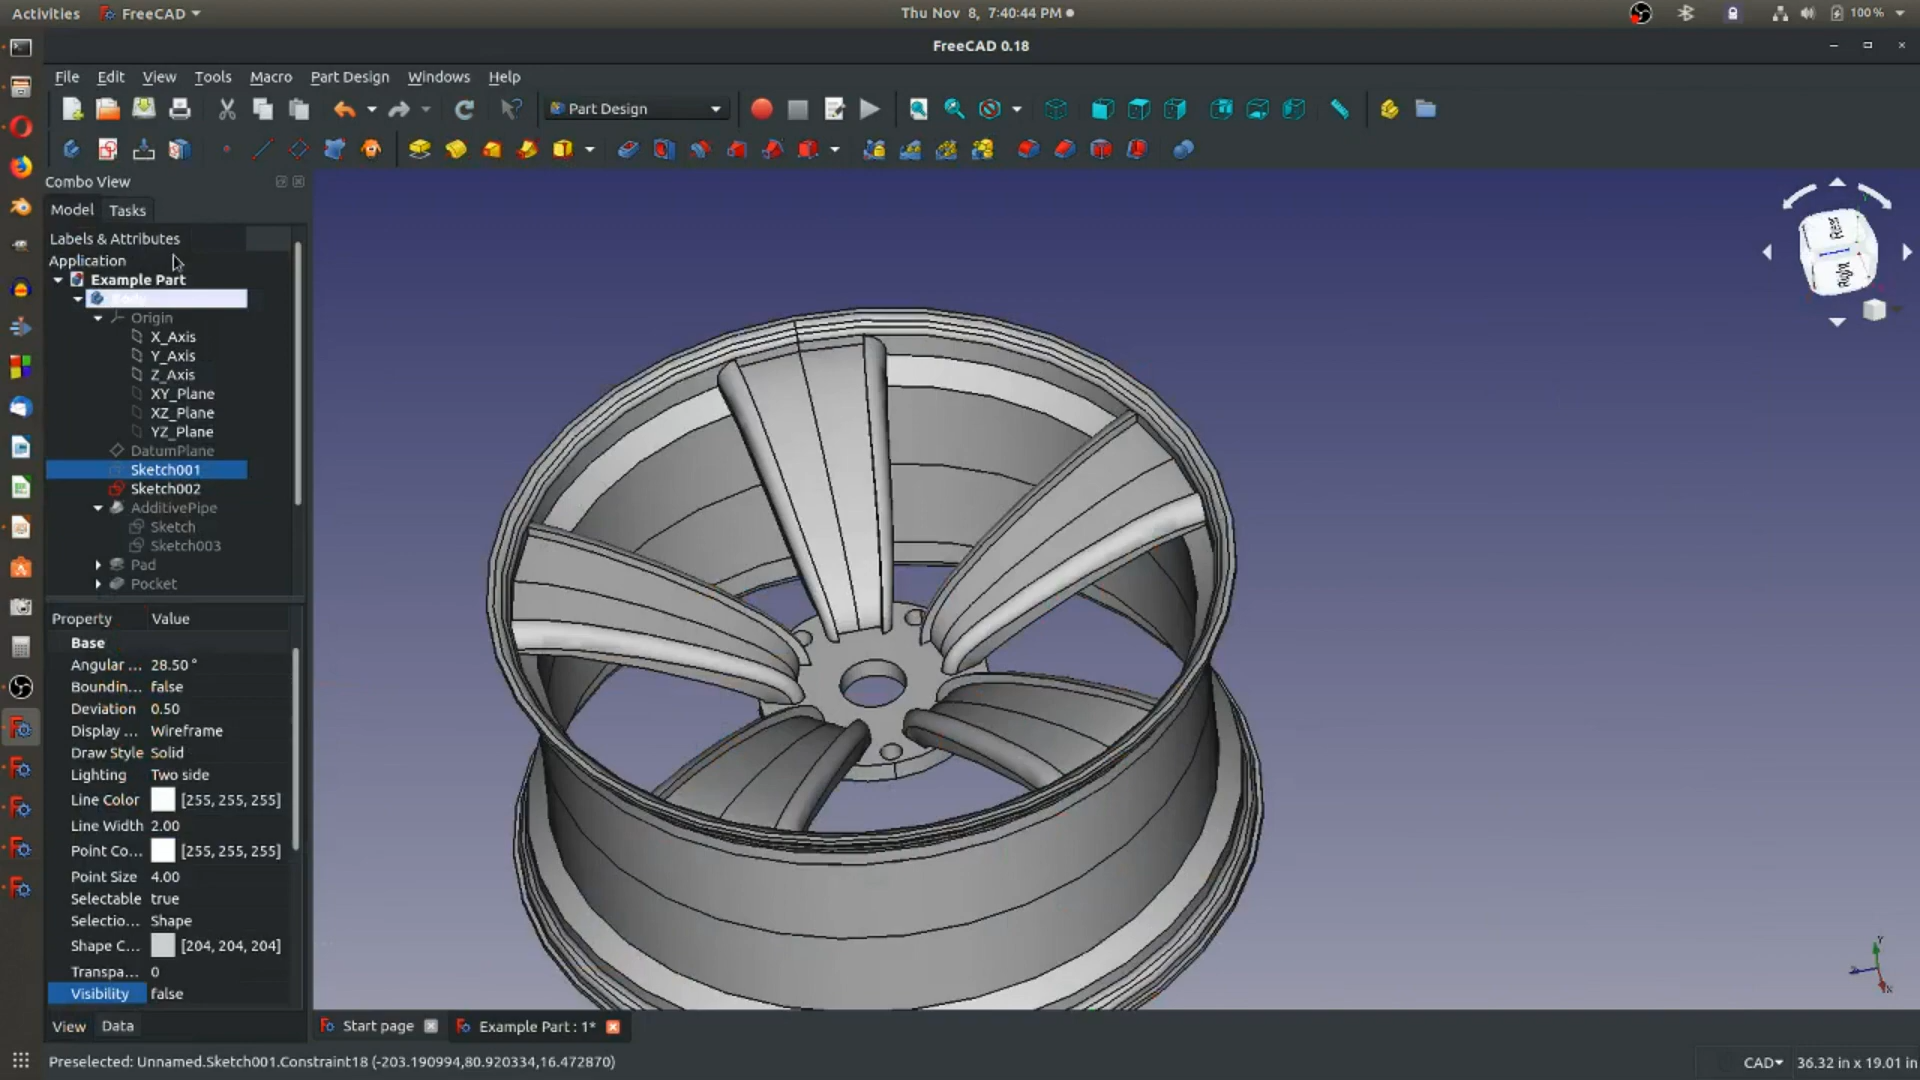 Activities FreeCAD Thu Nov 8, 7:40:44 PM 100%
FreeCAD 0.18
File Edit View Tools Macro Part Design Windows Help
Part Design
Combo View
Model Tasks
Labels & Attributes
Application
Example Part
Origin
X_Axis
Y_Axis
Z_Axis
XY_Plane
XZ_Plane
YZ_Plane
DatumPlane
Sketch001
Sketch002
AdditivePipe
Sketch
Sketch003
Pad
Pocket
Property Value
Base
Angular ... 28.50 °
Boundin... false
Deviation 0.50
Display ... Wireframe
Draw Style Solid
Lighting Two side
Line Color [255, 255, 255]
Line Width 2.00
Point Co... [255, 255, 255]
Point Size 4.00
Selectable true
Selectio... Shape
Shape C... [204, 204, 204]
Transpa... 0
Visibility false
View Data
Start page Example Part : 1*
Preselected: Unnamed.Sketch001.Constraint18 (-203.190994,80.920334,16.472870)
CAD 36.32 in x 19.01 in
Rear
Right
Y
X